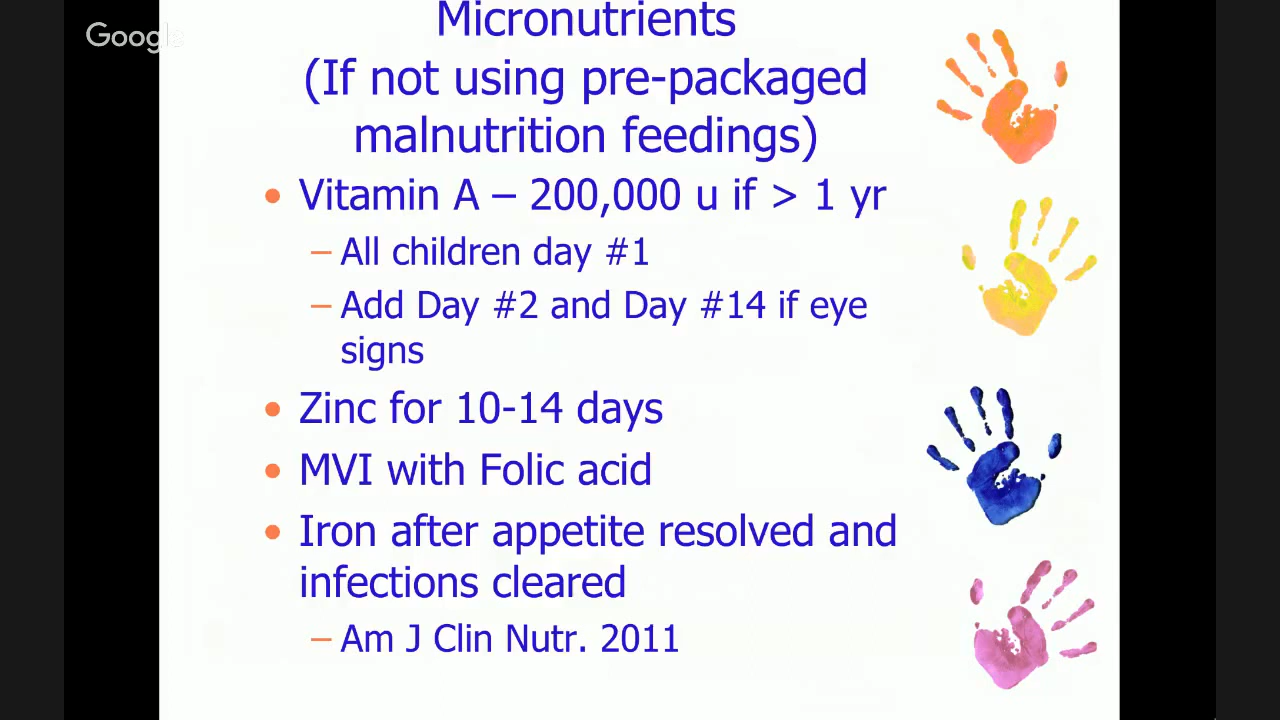 Google
Micronutrients
(If not using pre-packaged
malnutrition feedings)
• Vitamin A – 200,000 u if > 1 yr
– All children day #1
– Add Day #2 and Day #14 if eye
signs
• Zinc for 10-14 days
• MVI with Folic acid
• Iron after appetite resolved and
infections cleared
– Am J Clin Nutr. 2011